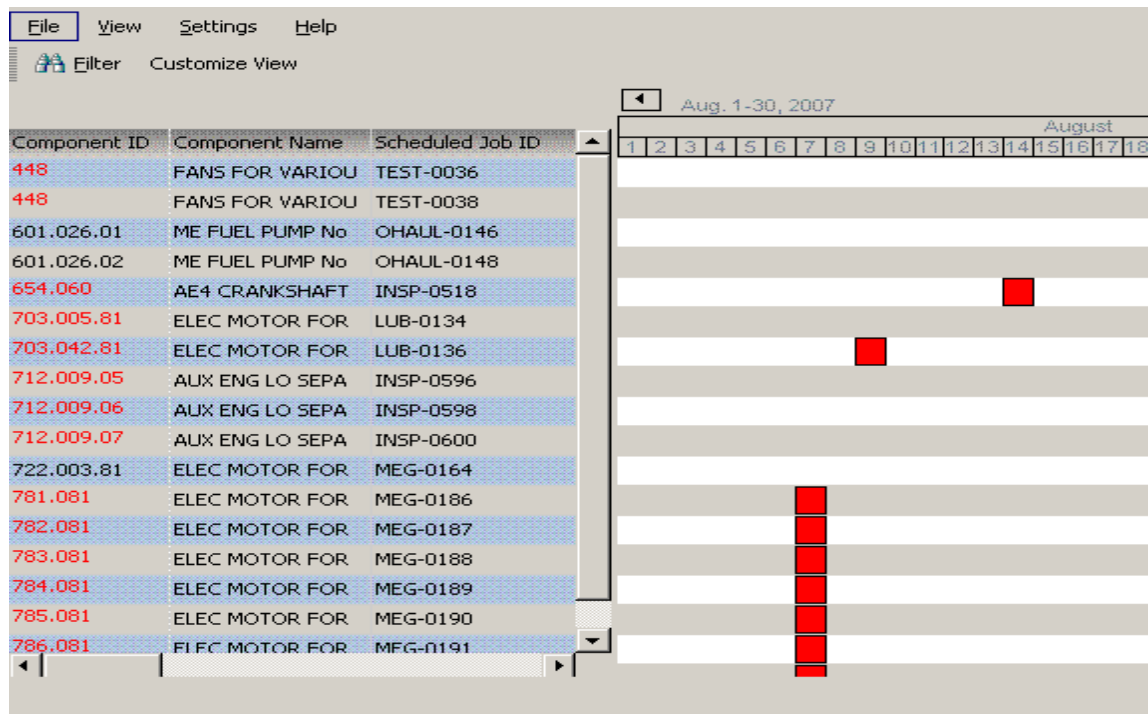 File View Settings Help
Filter Customize View
Aug. 1-30, 2007
August
Component ID Component Name Scheduled Job ID 1 2 3 4 5 6 7 8 9 10 11 12 13 14 15 16 17 18
448 FANS FOR VARIOU TEST-0036
448 FANS FOR VARIOU TEST-0038
601.026.01 ME FUEL PUMP No OHAUL-0146
601.026.02 ME FUEL PUMP No OHAUL-0148
654.060 AE4 CRANKSHAFT INSP-0518
703.005.81 ELEC MOTOR FOR LUB-0134
703.042.81 ELEC MOTOR FOR LUB-0136
712.009.05 AUX ENG LO SEPA INSP-0596
712.009.06 AUX ENG LO SEPA INSP-0598
712.009.07 AUX ENG LO SEPA INSP-0600
722.003.81 ELEC MOTOR FOR MEG-0164
781.081 ELEC MOTOR FOR MEG-0186
782.081 ELEC MOTOR FOR MEG-0187
783.081 ELEC MOTOR FOR MEG-0188
784.081 ELEC MOTOR FOR MEG-0189
785.081 ELEC MOTOR FOR MEG-0190
786.081 ELEC MOTOR FOR MEG-0191